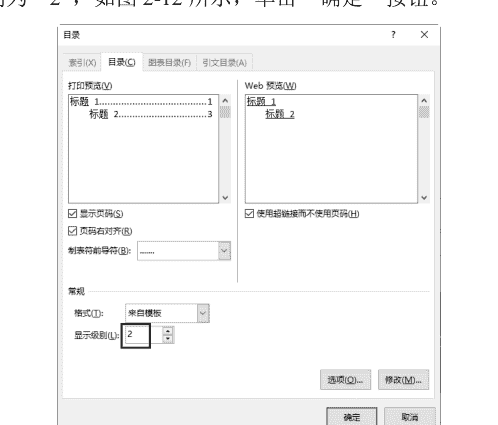 为“2”，如图2-12所示，单击“确定”按钮。
目录 ? ×
索引(X) 目录(C) 图表目录(F) 引文目录(A)
打印预览(V) Web 预览(W)
标题 1....................................1 标题 1
标题 2................................3 标题 2
显示页码(S) 使用超链接而不使用页码(H)
页码右对齐(R)
制表符前导符(B): .......
常规
格式(T): 来自模板
显示级别(L): 2
选项(O)... 修改(M)...
确定 取消